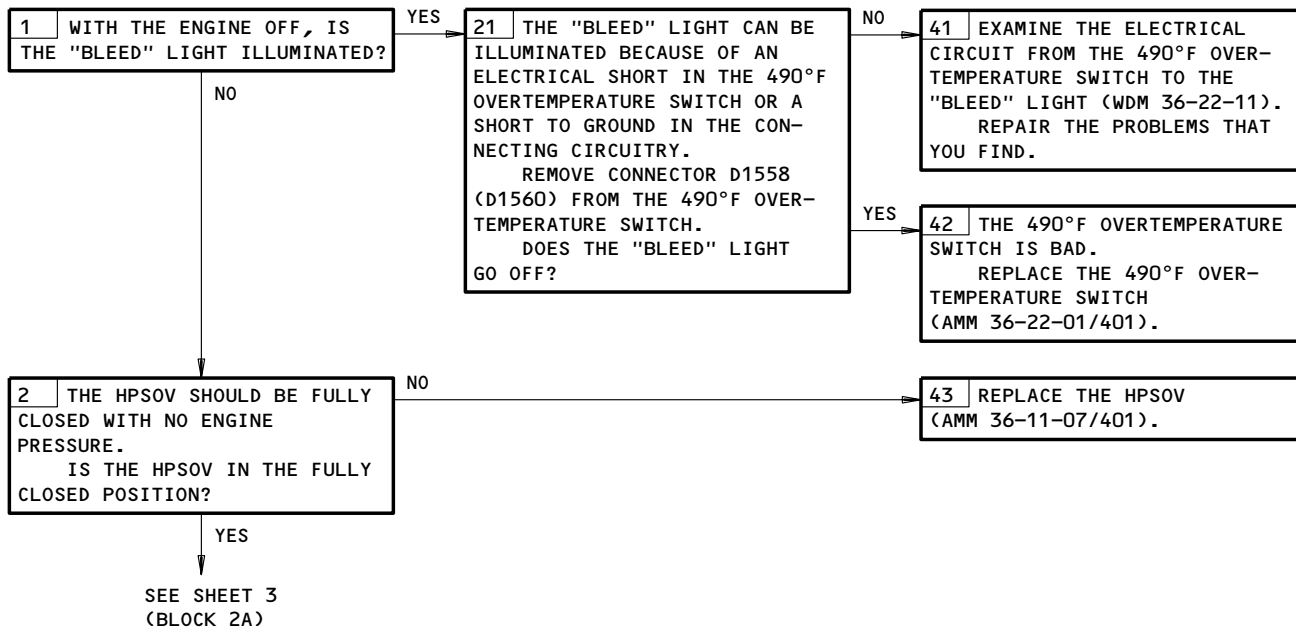 1 WITH THE ENGINE OFF, IS
THE "BLEED" LIGHT ILLUMINATED?
YES
NO
21 THE "BLEED" LIGHT CAN BE
ILLUMINATED BECAUSE OF AN
ELECTRICAL SHORT IN THE 490°F
OVERTEMPERATURE SWITCH OR A
SHORT TO GROUND IN THE CON-
NECTING CIRCUITRY.
REMOVE CONNECTOR D1558
(D1560) FROM THE 490°F OVER-
TEMPERATURE SWITCH.
DOES THE "BLEED" LIGHT
GO OFF?
NO
YES
41 EXAMINE THE ELECTRICAL
CIRCUIT FROM THE 490°F OVER-
TEMPERATURE SWITCH TO THE
"BLEED" LIGHT (WDM 36-22-11).
REPAIR THE PROBLEMS THAT
YOU FIND.
42 THE 490°F OVERTEMPERATURE
SWITCH IS BAD.
REPLACE THE 490°F OVER-
TEMPERATURE SWITCH
(AMM 36-22-01/401).
2 THE HPSOV SHOULD BE FULLY
CLOSED WITH NO ENGINE
PRESSURE.
IS THE HPSOV IN THE FULLY
CLOSED POSITION?
NO
43 REPLACE THE HPSOV
(AMM 36-11-07/401).
YES
SEE SHEET 3
(BLOCK 2A)